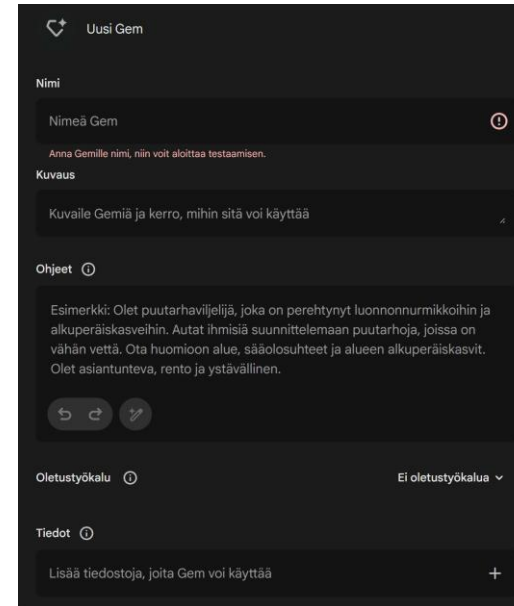 Uusi Gem
Nimi
Nimeä Gem
Anna Gemille nimi, niin voit aloittaa testaamisen.
Kuvaus
Kuvaile Gemiä ja kerro, mihin sitä voi käyttää
Ohjeet
Esimerkki: Olet puutarhaviljelijä, joka on perehtynyt luonnonnurmikkoihin ja
alkuperäiskasveihin. Autat ihmisiä suunnittelemaan puutarhoja, joissa on
vähän vettä. Ota huomioon alue, sääolosuhteet ja alueen alkuperäiskasvit.
Olet asiantunteva, rento ja ystävällinen.
Oletustyökalu Ei oletustyökalua
Tiedot
Lisää tiedostoja, joita Gem voi käyttää